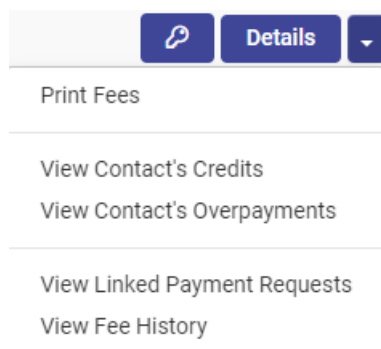 Details
Print Fees
View Contact's Credits
View Contact's Overpayments
View Linked Payment Requests
View Fee History